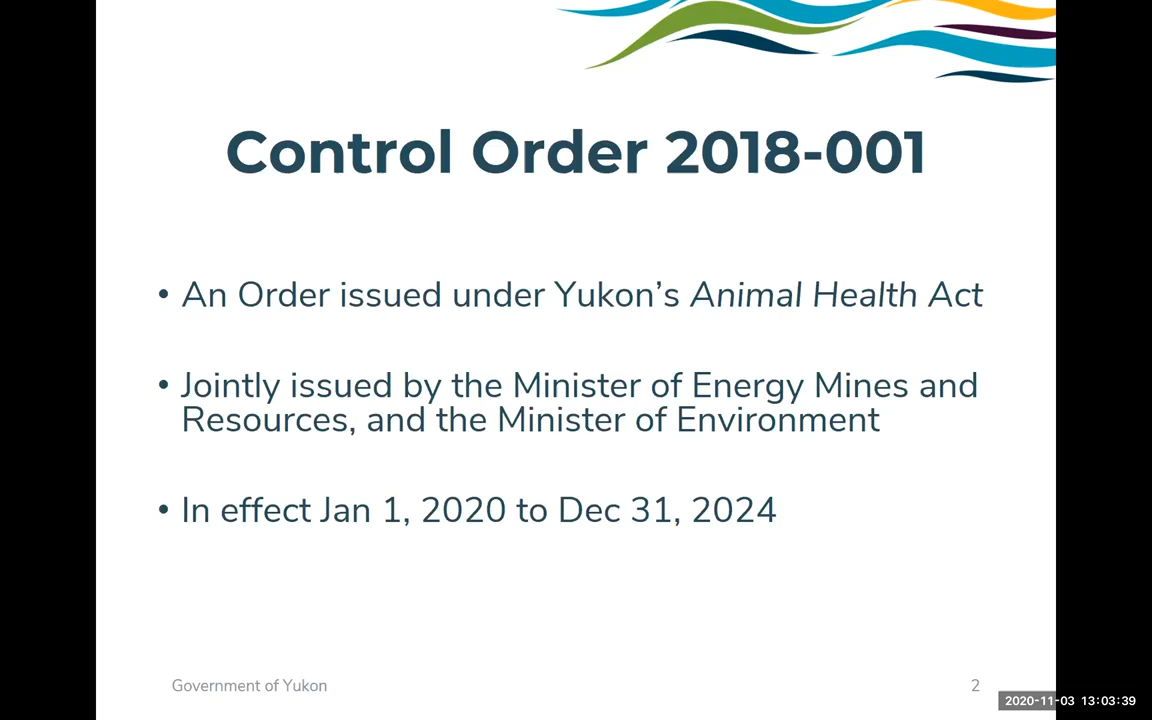 Control Order 2018-001
• An Order issued under Yukon’s Animal Health Act
• Jointly issued by the Minister of Energy Mines and
Resources, and the Minister of Environment
• In effect Jan 1, 2020 to Dec 31, 2024
Government of Yukon
2
2020-11-03 13:03:39